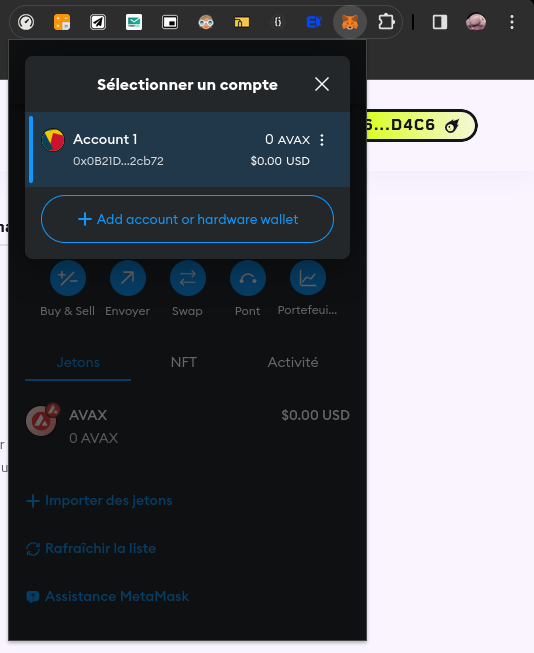 Sélectionner un compte
Account 1
0 AVAX
0x0B21D...2cb72
$0.00 USD
6...D4C6
+ Add account or hardware wallet
Buy & Sell
Envoyer
Swap
Pont
Portefeui...
Jetons
NFT
Activité
AVAX
$0.00 USD
0 AVAX
Importer des jetons
Rafraîchir la liste
Assistance MetaMask